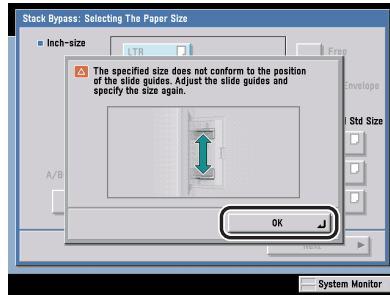 Stack Bypass: Selecting The Paper Size
Inch-size
LTR
Free
The specified size does not conform to the position
of the slide guides. Adjust the slide guides and
specify the size again.
Envelope
Std Size
A/B
OK
Next
System Monitor